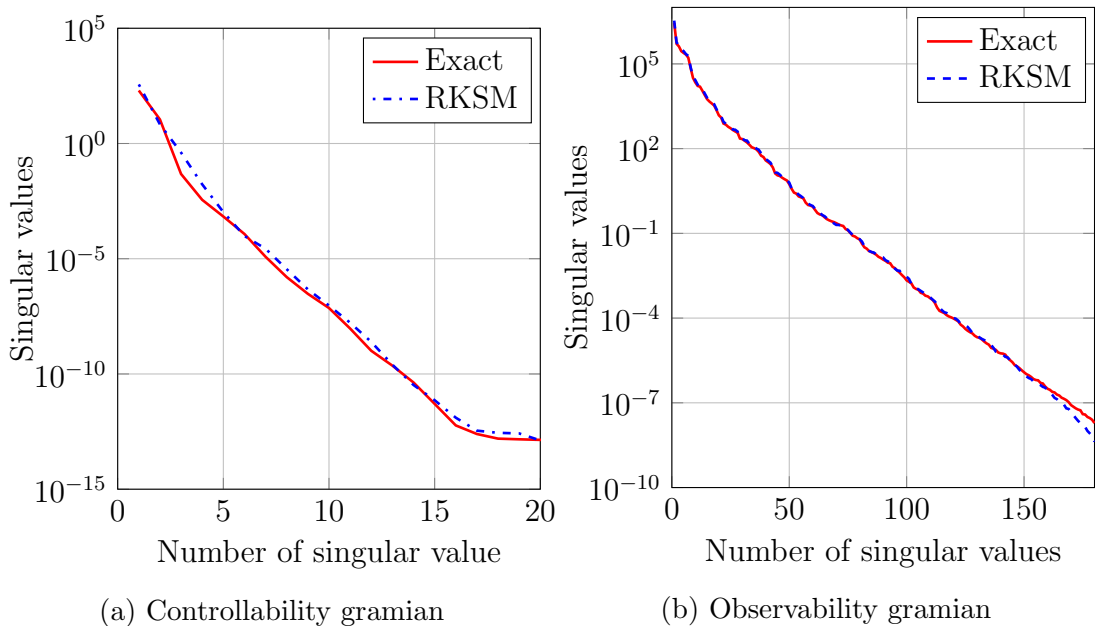 10^5
10^0
10^−5
10^−10
10^−15
0
5
10
15
20
Singular values
Number of singular value
Exact
RKSM
(a) Controllability gramian
10^5
10^2
10^−1
10^−4
10^−7
10^−10
0
50
100
150
Singular values
Number of singular values
Exact
RKSM
(b) Observability gramian